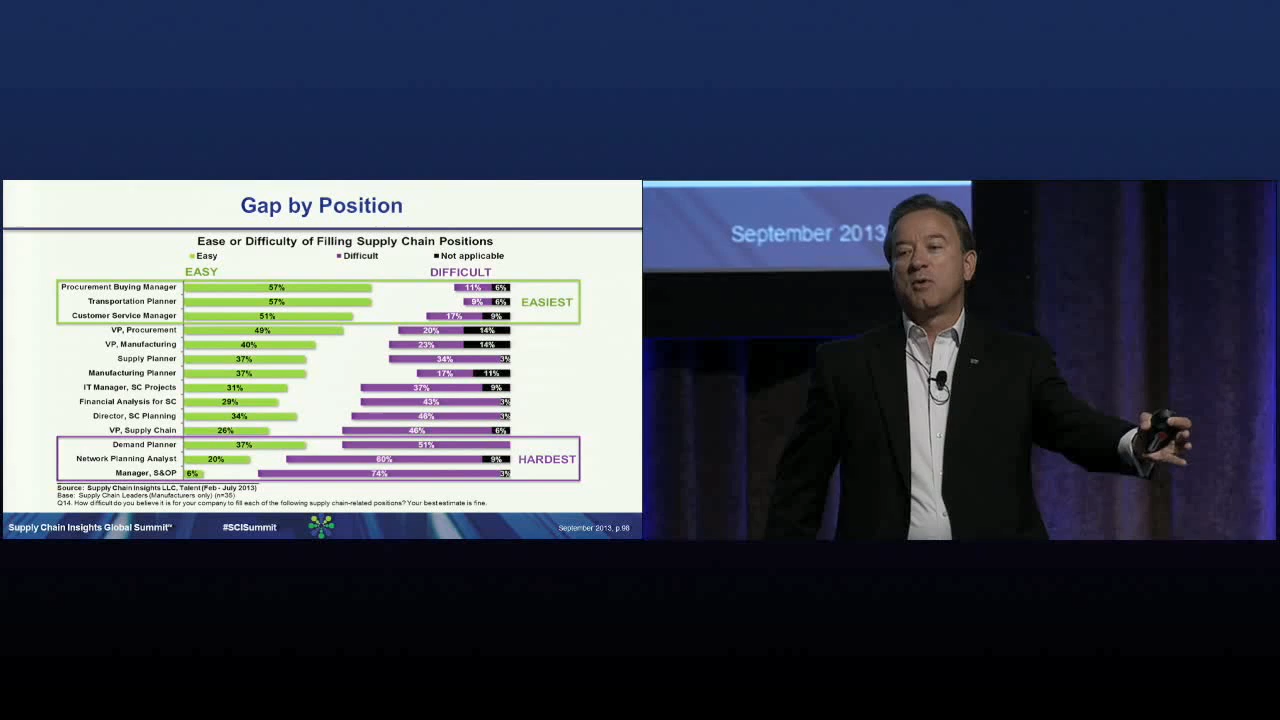 Gap by Position
Ease or Difficulty of Filling Supply Chain Positions
Easy Difficult Not applicable
EASY DIFFICULT
Procurement Buying Manager 57% 11% 6%
Transportation Planner 57% 9% 6% EASIEST
Customer Service Manager 51% 17% 9%
VP, Procurement 49% 20% 14%
VP, Manufacturing 40% 23% 14%
Supply Planner 37% 34% 3%
Manufacturing Planner 37% 17% 11%
IT Manager, SC Projects 31% 37% 9%
Financial Analysis for SC 29% 43% 3%
Director, SC Planning 34% 46% 3%
VP, Supply Chain 26% 46% 6%
Demand Planner 37% 51%
Network Planning Analyst 20% 60% 9% HARDEST
Manager, S&OP 6% 74% 3%
Source: Supply Chain Insights LLC, Talent (Feb - July 2013)
Base: Supply Chain Leaders (Manufacturers only) (n=35)
Q14. How difficult do you believe it is for your company to fill each of the following supply chain-related positions? Your best estimate is fine.
Supply Chain Insights Global Summit #SCISummit September 2013, p.98
September 2013